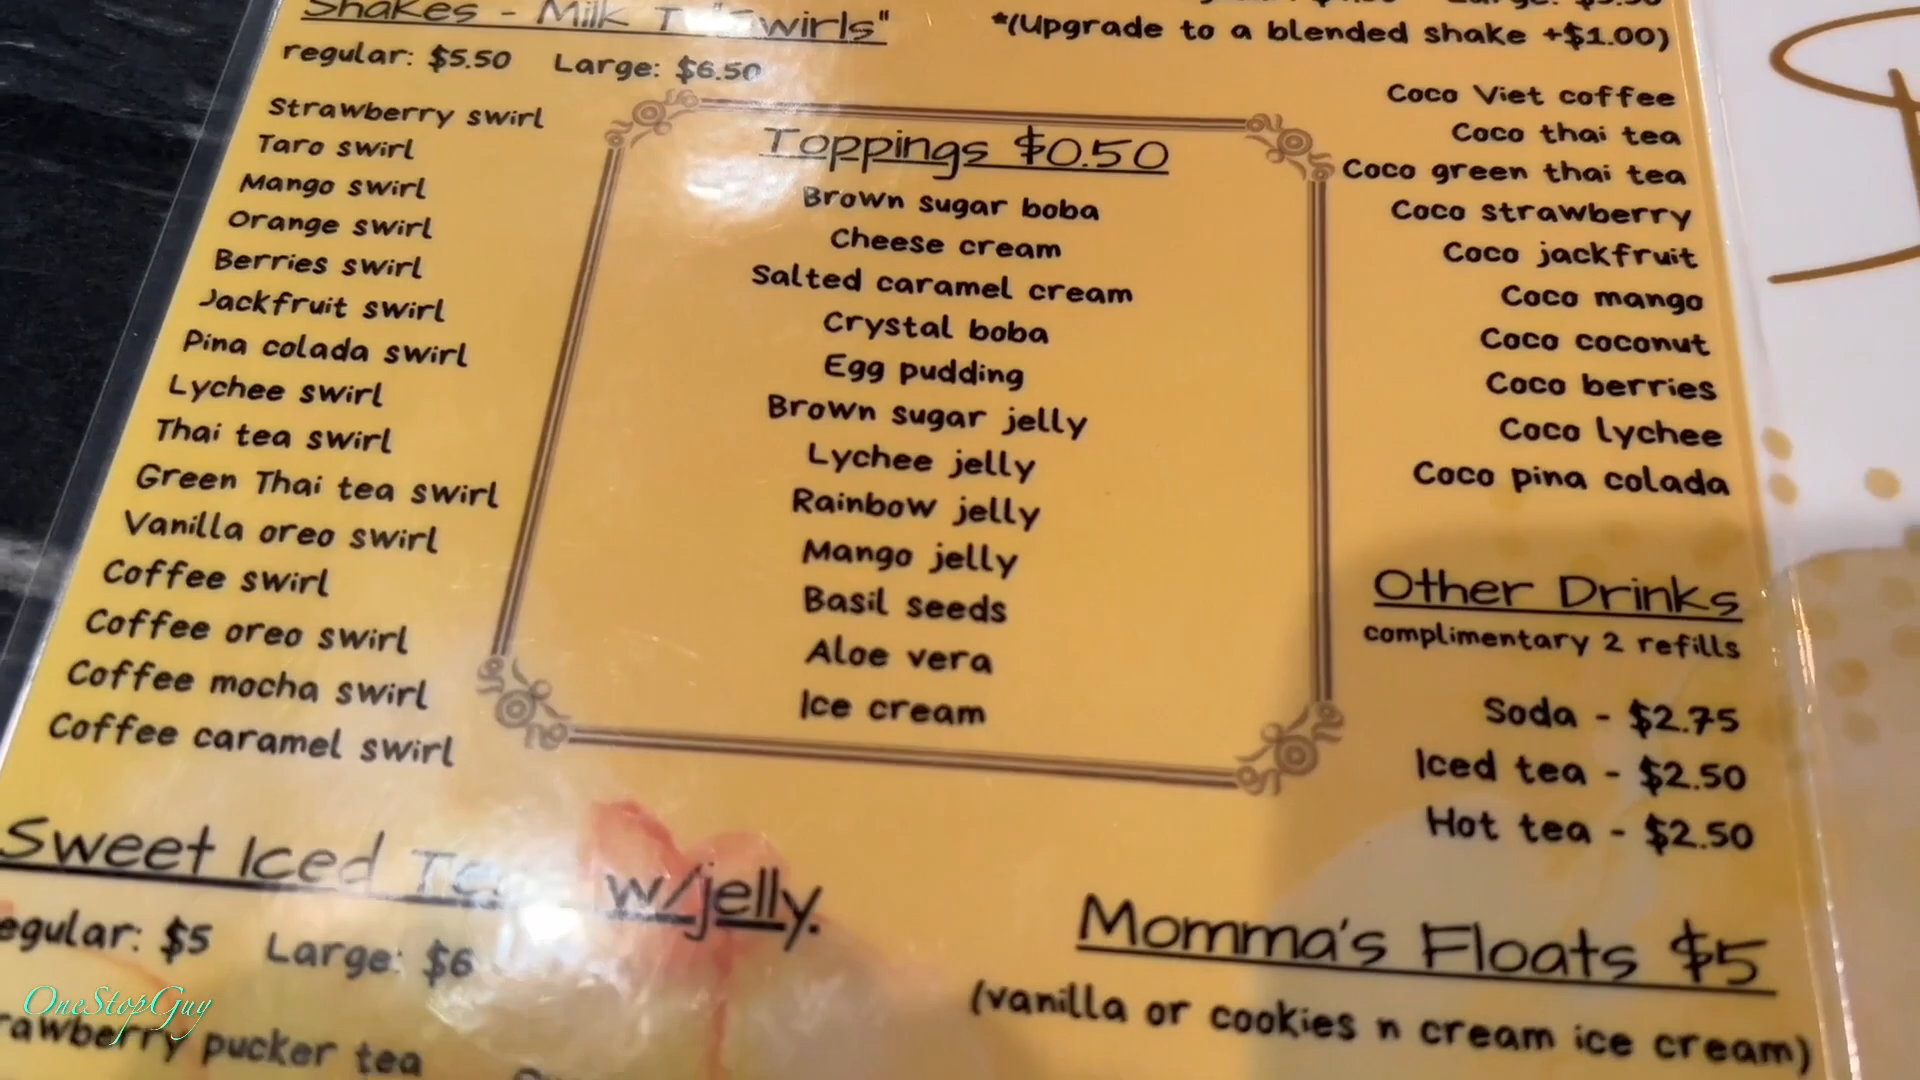 Shakes - Milk T "Swirls"
regular: $5.50 Large: $6.50
Strawberry swirl
Taro swirl
Mango swirl
Orange swirl
Berries swirl
Jackfruit swirl
Pina colada swirl
Lychee swirl
Thai tea swirl
Green Thai tea swirl
Vanilla oreo swirl
Coffee swirl
Coffee oreo swirl
Coffee mocha swirl
Coffee caramel swirl
Toppings $0.50
Brown sugar boba
Cheese cream
Salted caramel cream
Crystal boba
Egg pudding
Brown sugar jelly
Lychee jelly
Rainbow jelly
Mango jelly
Basil seeds
Aloe vera
Ice cream
*(Upgrade to a blended shake +$1.00)
Coco Viet coffee
Coco thai tea
Coco green thai tea
Coco strawberry
Coco jackfruit
Coco mango
Coco coconut
Coco berries
Coco lychee
Coco pina colada
Other Drinks
complimentary 2 refills
Soda - $2.75
Iced tea - $2.50
Hot tea - $2.50
Sweet Iced Te w/jelly.
egular: $5 Large: $6
rawberry pucker tea
Momma's Floats $5
(vanilla or cookies n cream ice cream)
OneStopGuy